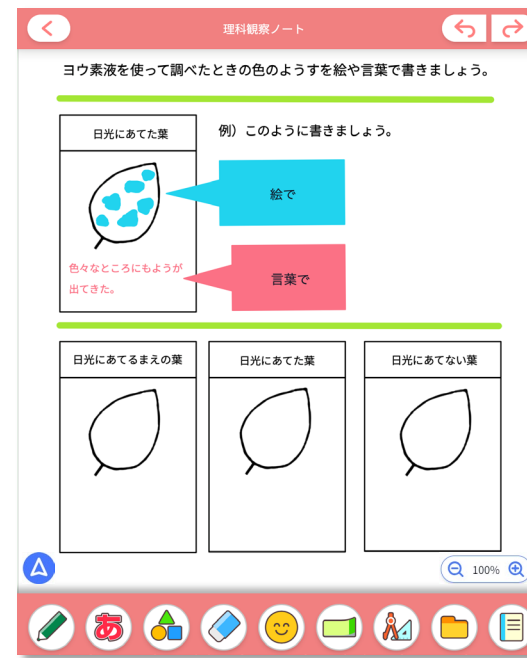 理科観察ノート
ヨウ素液を使って調べたときの色のようすを絵や言葉で書きましょう。
日光にあてた葉
例）このように書きましょう。
絵で
色々なところにもようが
出てきた。
言葉で
日光にあてるまえの葉
日光にあてた葉
日光にあてない葉
100%
あ